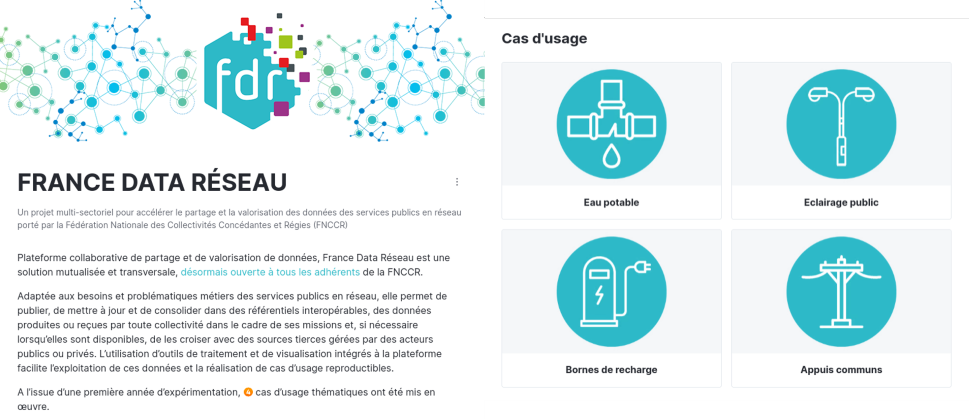 fdr
FRANCE DATA RÉSEAU
Un projet multi-sectoriel pour accélérer le partage et la valorisation des données des services publics en réseau
porté par la Fédération Nationale des Collectivités Concédantes et Régies (FNCCR)
Plateforme collaborative de partage et de valorisation de données, France Data Réseau est une
solution mutualisée et transversale, désormais ouverte à tous les adhérents de la FNCCR.
Adaptée aux besoins et problématiques métiers des services publics en réseau, elle permet de
publier, de mettre à jour et de consolider dans des référentiels interopérables, des données
produites ou reçues par toute collectivité dans le cadre de ses missions et, si nécessaire
lorsqu'elles sont disponibles, de les croiser avec des sources tierces gérées par des acteurs
publics ou privés. L'utilisation d'outils de traitement et de visualisation intégrés à la plateforme
facilite l'exploitation de ces données et la réalisation de cas d'usage reproductibles.
A l'issue d'une première année d'expérimentation, 4 cas d'usage thématiques ont été mis en
œuvre.
Cas d'usage
Eau potable
Eclairage public
Bornes de recharge
Appuis communs